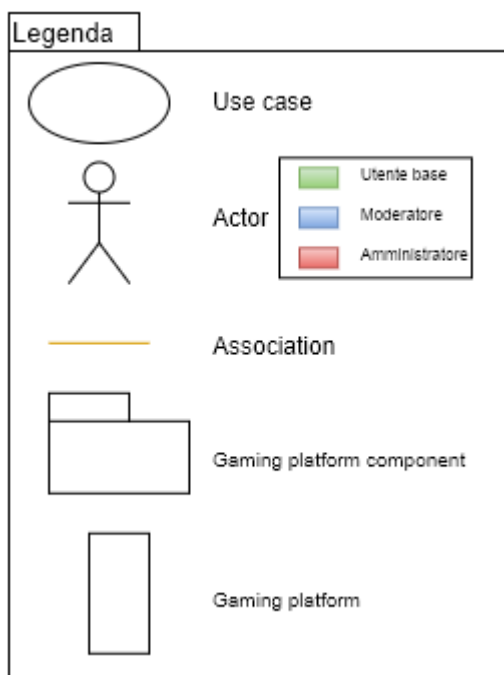 Legenda
Use case
Actor
Utente base
Moderatore
Amministratore
Association
Gaming platform component
Gaming platform